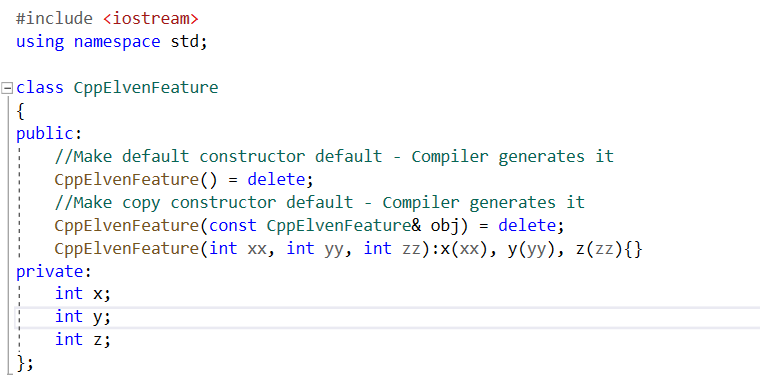 #include <iostream>
using namespace std;
class CppElvenFeature
{
public:
//Make default constructor default - Compiler generates it
CppElvenFeature() = delete;
//Make copy constructor default - Compiler generates it
CppElvenFeature(const CppElvenFeature& obj) = delete;
CppElvenFeature(int xx, int yy, int zz):x(xx), y(yy), z(zz){}
private:
int x;
int y;
int z;
};